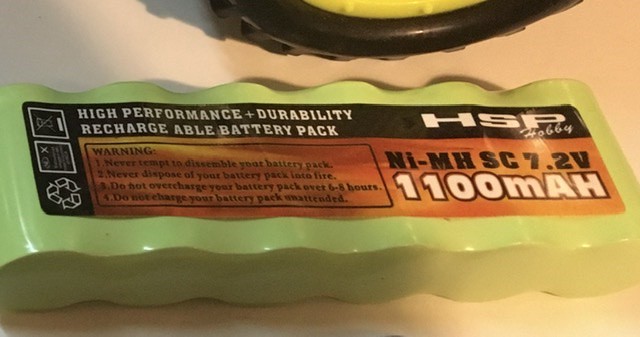 HIGH PERFORMANCE+DURABILITY
RECHARGE ABLE BATTERY PACK
WARNING:
1.Never tempt to dissemble your battery pack.
2.Never dispose of your battery pack into fire.
3.Do not overcharge your battery pack over 6-8 hours.
4.Do not charge your battery pack unattended.
HSP
Hobby
Ni-MH SC 7.2V
1100mAH